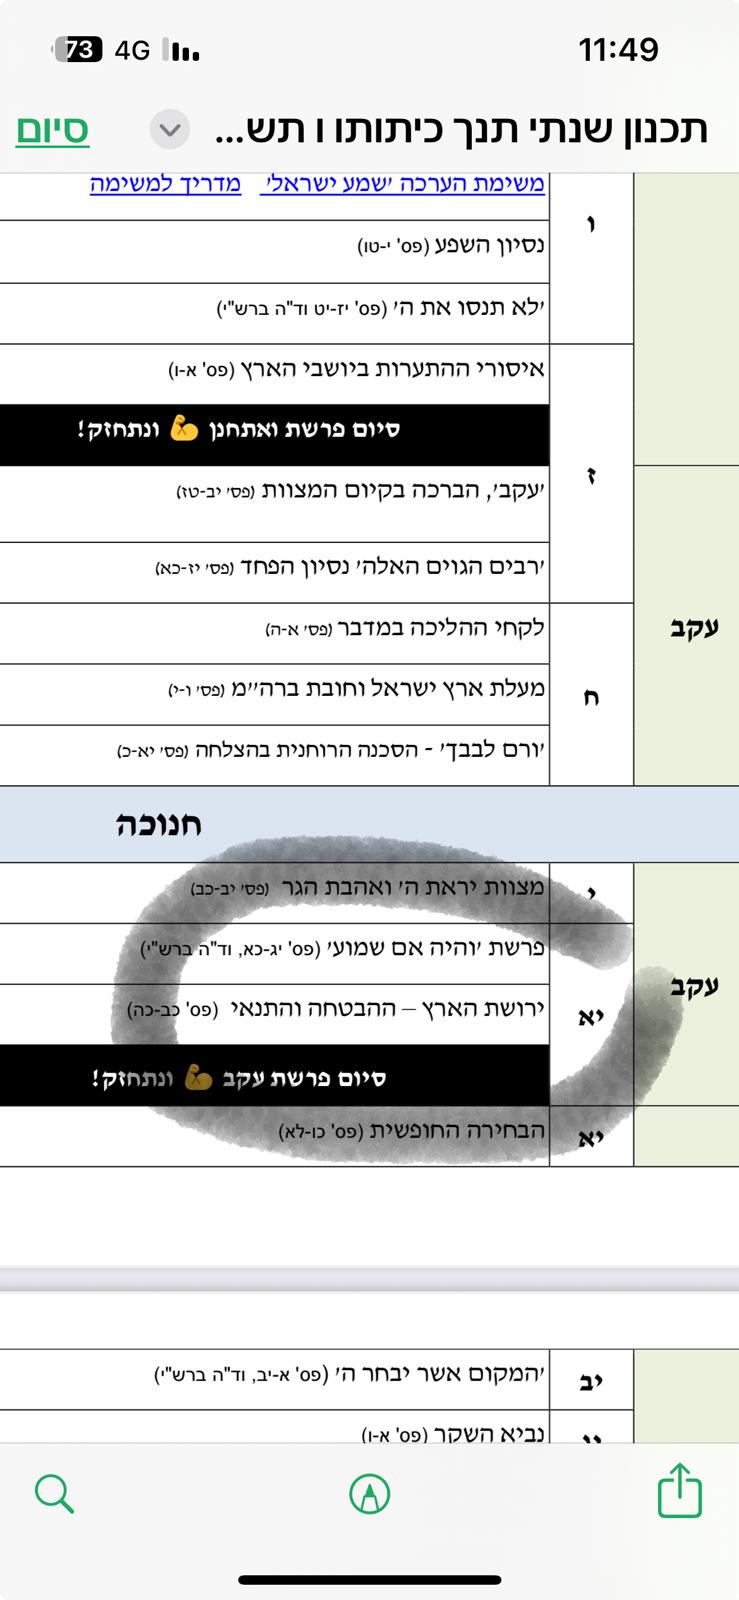 11:49 4G 73
תכנון שנתי תנך כיתותו ו תש... סיום
משימת הערכה 'שמע ישראל' מדריך למשימה
ו
נסיון השפע (פס' י-טו)
'לא תנסו את ה' (פס' יז-יט וד"ה ברש"י)
איסורי ההתערות ביושבי הארץ (פס' א-ו)
סיום פרשת ואתחנן 💪 ונתחזק!
ז
'עקב', הברכה בקיום המצוות (פס' יב-טז)
'רבים הגוים האלה' נסיון הפחד (פס' יז-כא)
עקב
לקחי ההליכה במדבר (פס' א-ה)
ח
מעלת ארץ ישראל וחובת ברה"מ (פס' ו-י)
'ורם לבבך' - הסכנה הרוחנית בהצלחה (פס' יא-כ)
חנוכה
י מצוות יראת ה' ואהבת הגר (פס' יב-כב)
פרשת 'והיה אם שמוע' (פס' יג-כא, וד"ה ברש"י)
עקב
יא
ירושת הארץ – ההבטחה והתנאי (פס' כב-כה)
סיום פרשת עקב 💪 ונתחזק!
יא הבחירה החופשית (פס' כו-לא)
יב 'המקום אשר יבחר ה' (פס' א-יב, וד"ה ברש"י)
נביא השקר (פס' א-ו)